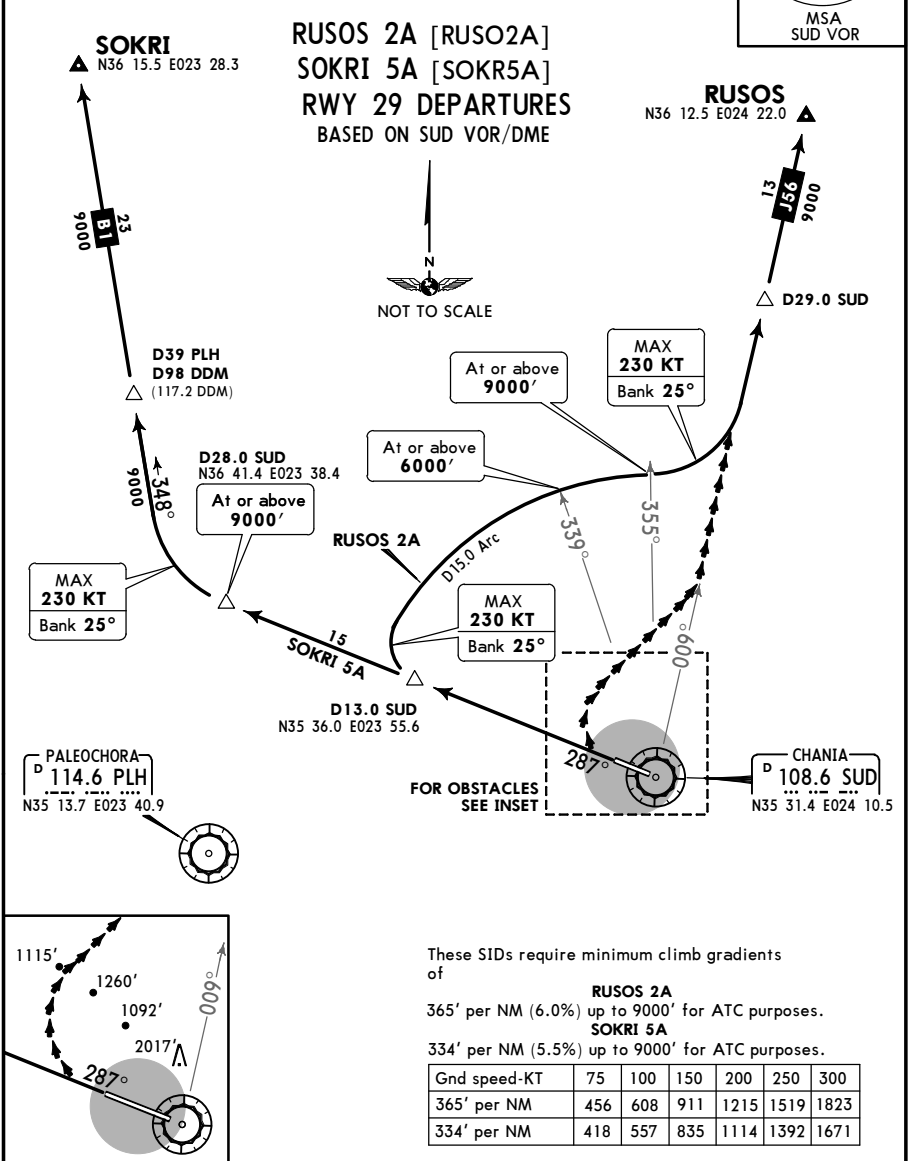 MSA
SUD VOR
RUSOS 2A [RUSO2A]
SOKRI 5A [SOKR5A]
RWY 29 DEPARTURES
BASED ON SUD VOR/DME
SOKRI
N36 15.5 E023 28.3
RUSOS
N36 12.5 E024 22.0
N
NOT TO SCALE
B1
23
9000
13
J56
9000
D29.0 SUD
D39 PLH
D98 DDM
(117.2 DDM)
At or above
9000'
MAX
230 KT
Bank 25°
At or above
6000'
D28.0 SUD
N36 41.4 E023 38.4
At or above
9000'
9000
348°
RUSOS 2A
D15.0 Arc
339°
355°
009°
MAX
230 KT
Bank 25°
MAX
230 KT
Bank 25°
15
SOKRI 5A
D13.0 SUD
N35 36.0 E023 55.6
287°
FOR OBSTACLES
SEE INSET
PALEOCHORA
D 114.6 PLH
N35 13.7 E023 40.9
CHANIA
D 108.6 SUD
N35 31.4 E024 10.5
1115'
1260'
1092'
2017'
287°
009°
These SIDs require minimum climb gradients
of
RUSOS 2A
365' per NM (6.0%) up to 9000' for ATC purposes.
SOKRI 5A
334' per NM (5.5%) up to 9000' for ATC purposes.
Gnd speed-KT 75 100 150 200 250 300
365' per NM 456 608 911 1215 1519 1823
334' per NM 418 557 835 1114 1392 1671